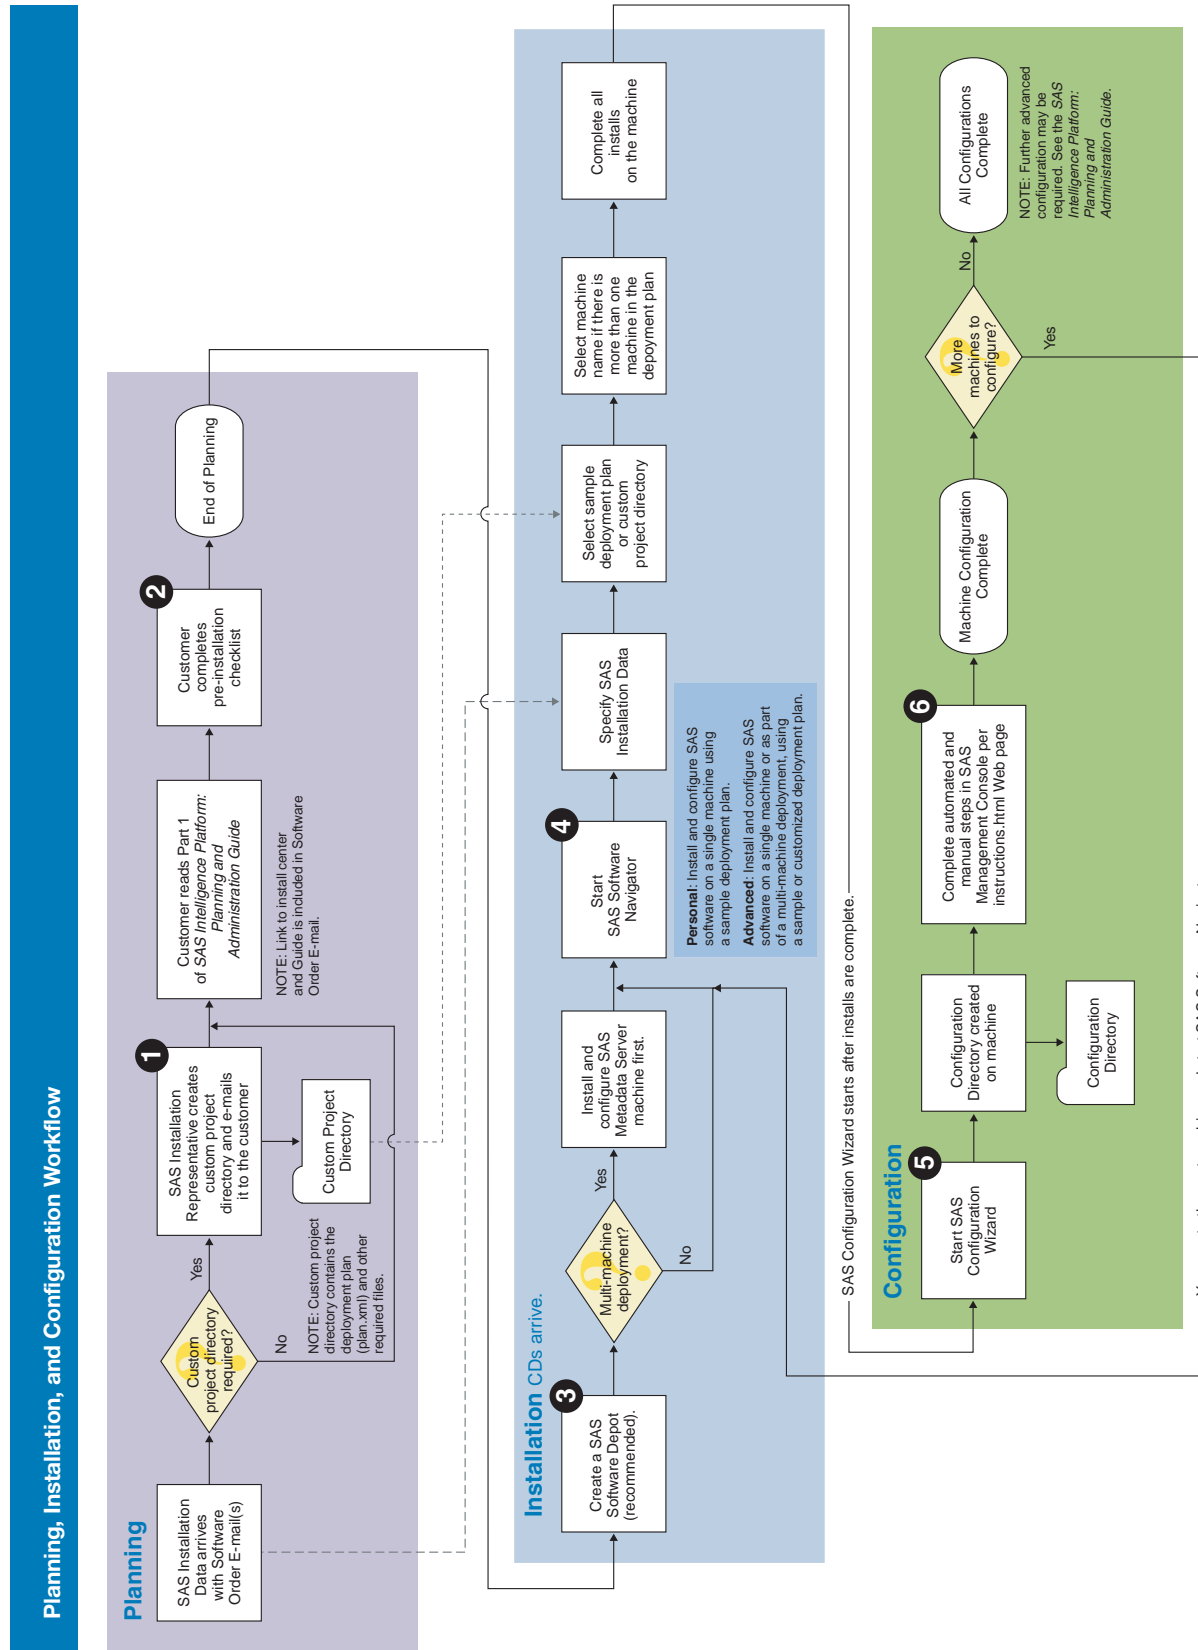 Planning, Installation, and Configuration Workflow
Planning
SAS Installation
Data arrives
with Software
Order E-mail(s)
Custom
project directory
required?
Yes
No
1
SAS Installation
Representative creates
custom project
directory and e-mails
it to the customer
Custom Project
Directory
NOTE: Custom project
directory contains the
deployment plan
(plan.xml) and other
required files.
Customer reads Part 1
of SAS Intelligence Platform:
Planning and
Administration Guide
NOTE: Link to install center
and Guide is included in Software
Order E-mail.
2
Customer
completes
pre-installation
checklist
End of Planning
Installation CDs arrive.
3
Create a SAS
Software Depot
(recommended).
Multi-machine
deployment?
Yes
No
Install and
configure SAS
Metadata Server
machine first.
4
Start
SAS Software
Navigator
Personal: Install and configure SAS
software on a single machine using
a sample deployment plan.
Advanced: Install and configure SAS
software on a single machine or as part
of a multi-machine deployment, using
a sample or customized deployment plan.
Specify SAS
Installation Data
Select sample
deployment plan
or custom
project directory
Select machine
name if there is
more than one
machine in the
depoyment plan
Complete all
installs
on the machine
SAS Configuration Wizard starts after installs are complete.
Configuration
5
Start SAS
Configuration
Wizard
Configuration
Directory created
on machine
Configuration
Directory
6
Complete automated and
manual steps in SAS
Management Console per
instructions.html Web page
Machine Configuration
Complete
More
machines to
configure?
No
Yes
All Configurations
Complete
NOTE: Further advanced
configuration may be
required. See the SAS
Intelligence Platform:
Planning and
Administration Guide.